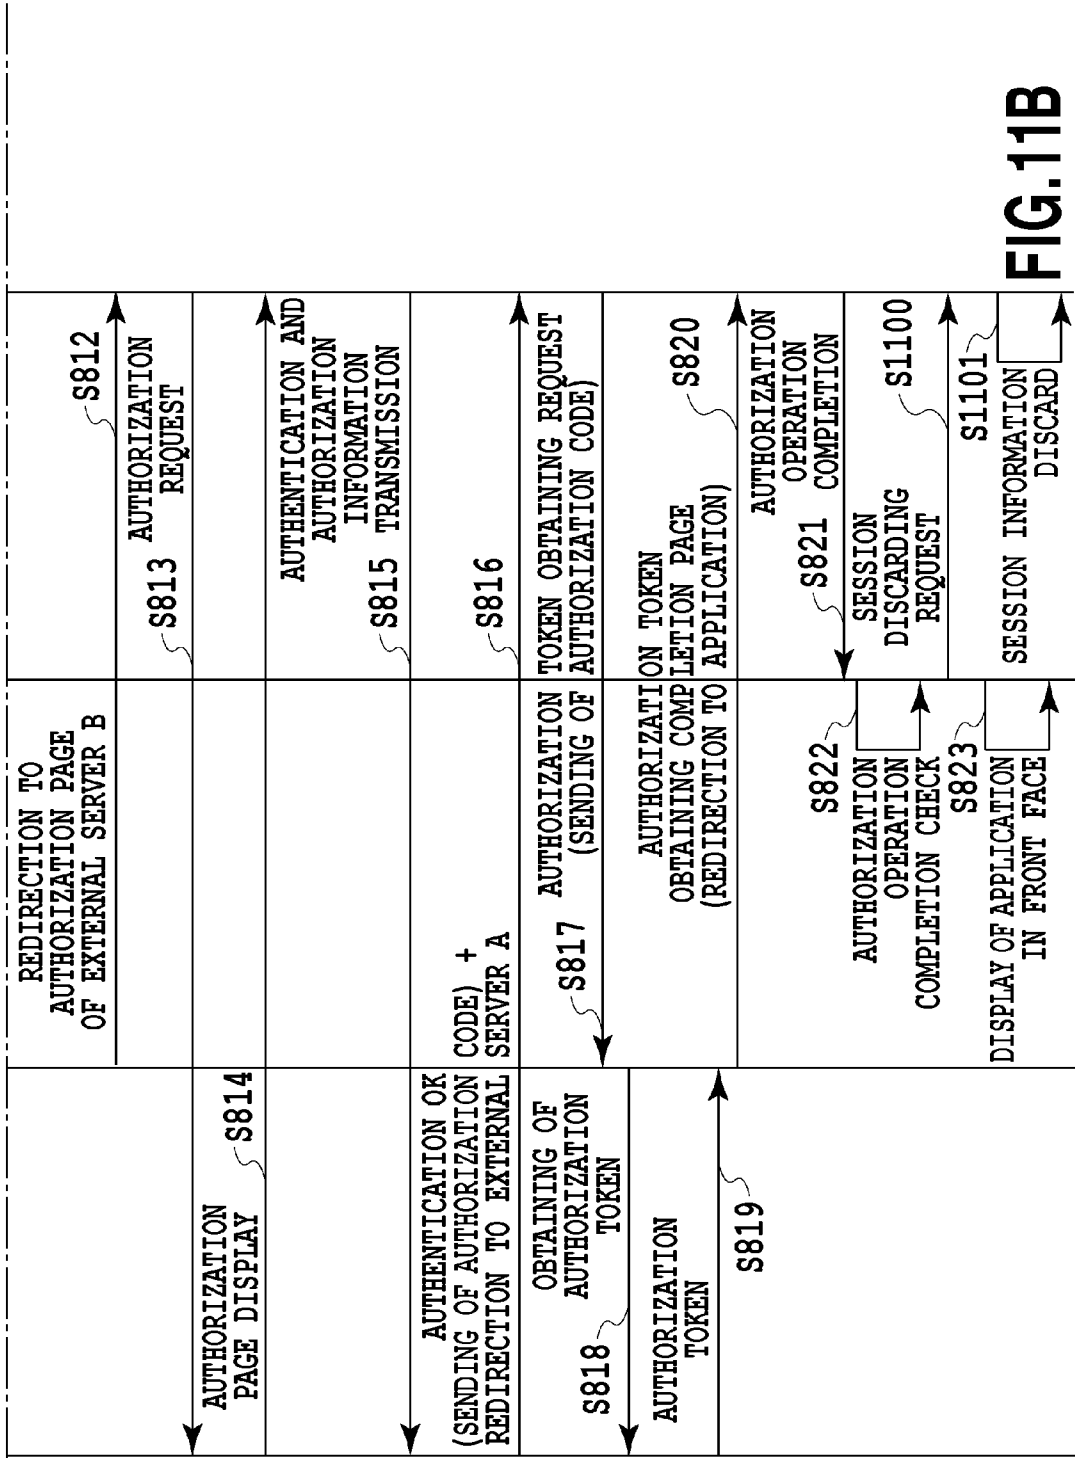 REDIRECTION TO
AUTHORIZATION PAGE
OF EXTERNAL SERVER B
S812
AUTHORIZATION
REQUEST
S813
AUTHORIZATION
PAGE DISPLAY
S814
AUTHENTICATION AND
AUTHORIZATION
INFORMATION
TRANSMISSION
S815
AUTHENTICATION OK
(SENDING OF AUTHORIZATION CODE) +
REDIRECTION TO EXTERNAL SERVER A
S816
AUTHORIZATION TOKEN OBTAINING REQUEST
(SENDING OF AUTHORIZATION CODE)
S817
OBTAINING OF
AUTHORIZATION
TOKEN
S818
AUTHORIZATION
TOKEN
S819
AUTHORIZATION TOKEN
OBTAINING COMPLETION PAGE
(REDIRECTION TO APPLICATION)
S820
AUTHORIZATION
OPERATION
COMPLETION
S821
S822
AUTHORIZATION
OPERATION
COMPLETION CHECK
SESSION
DISCARDING
REQUEST
S1100
S823
DISPLAY OF APPLICATION
IN FRONT FACE
S1101
SESSION INFORMATION
DISCARD
FIG.11B